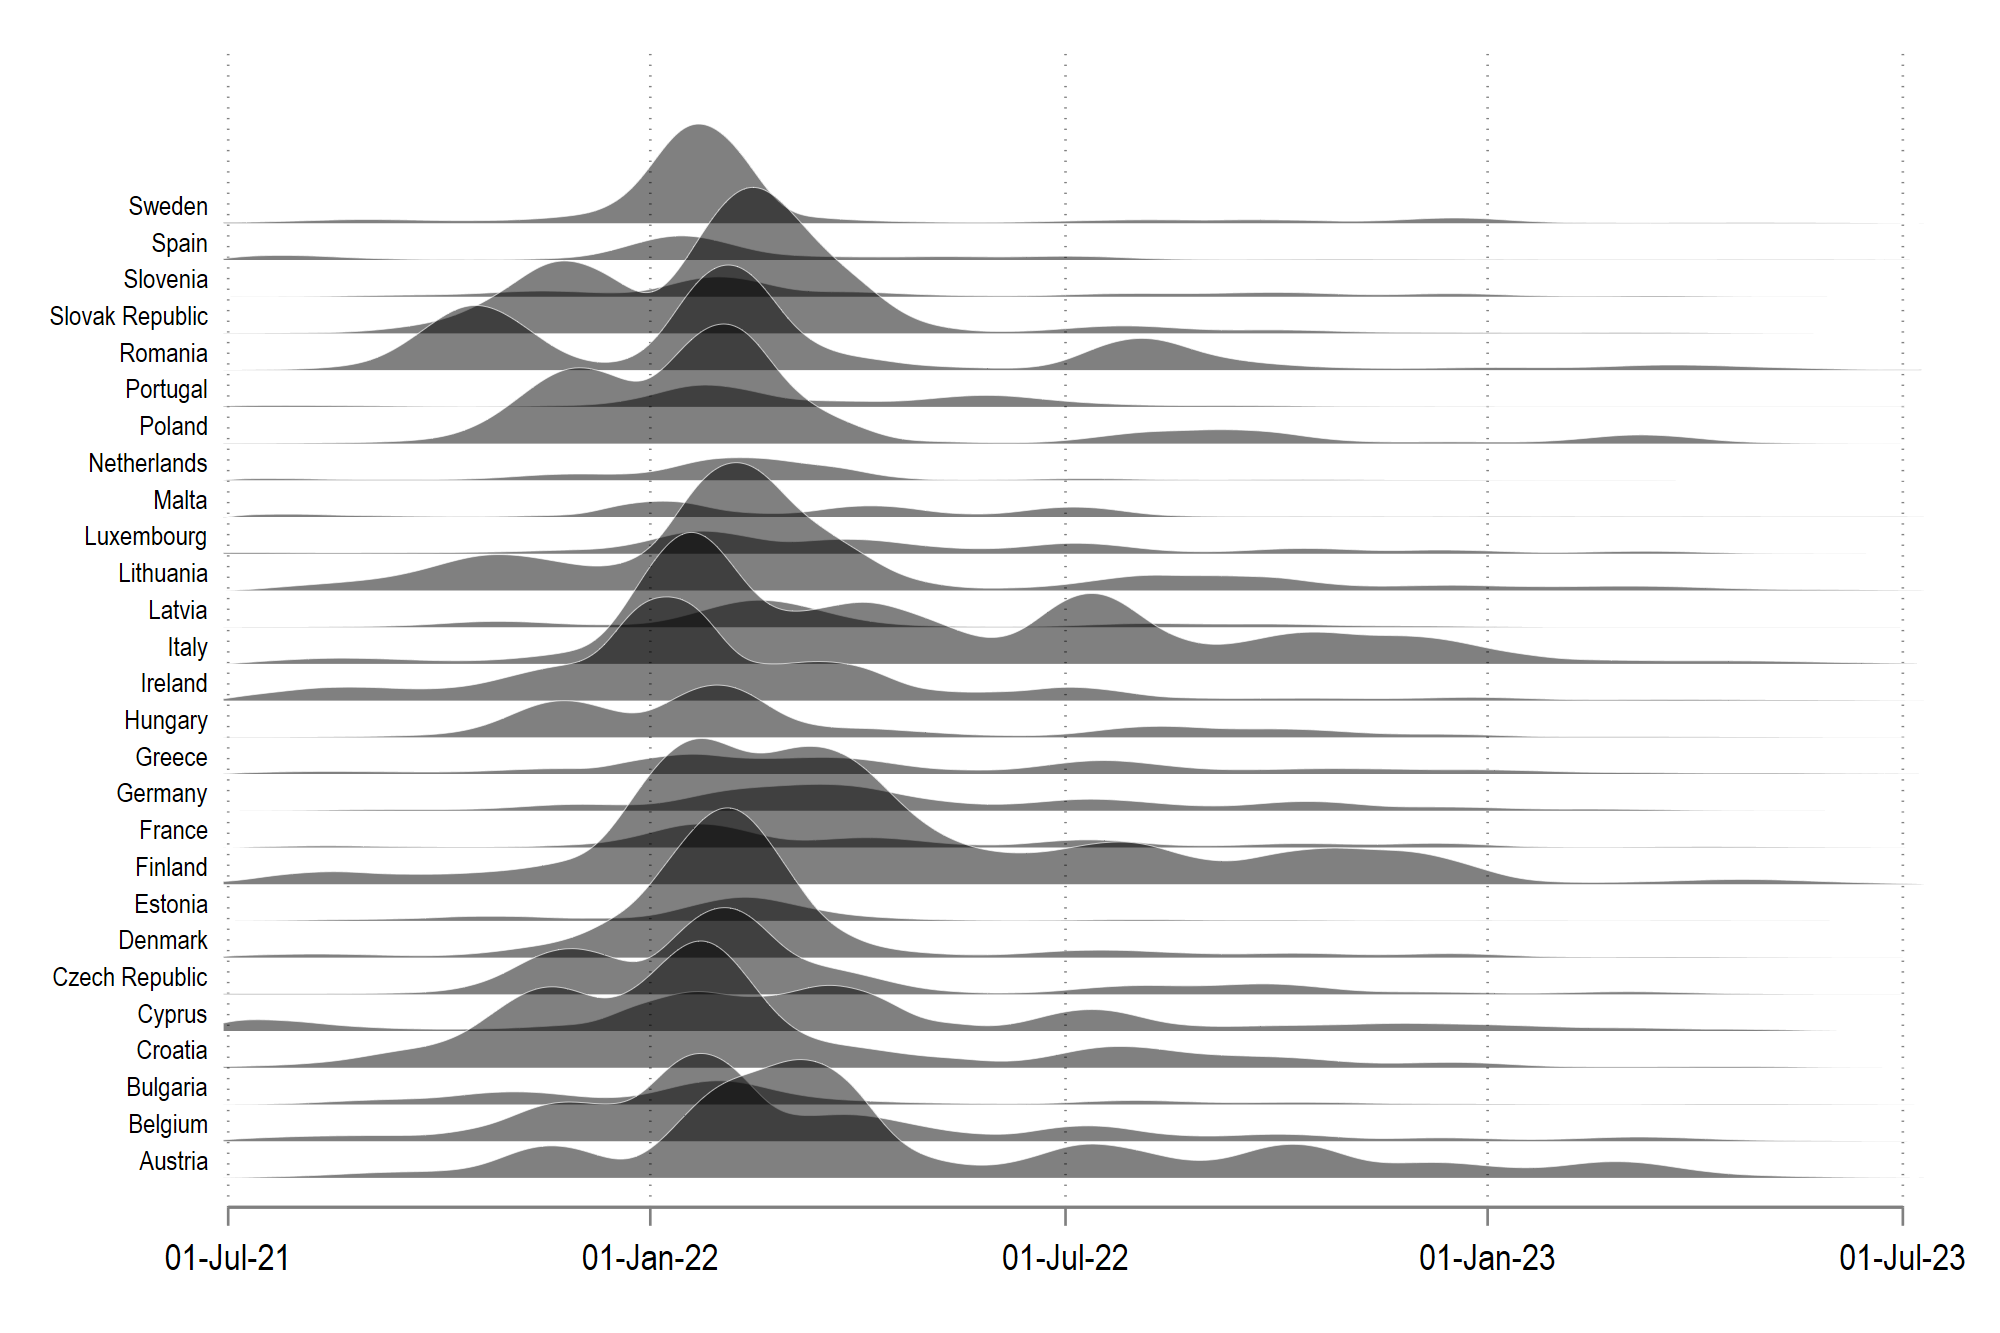 Sweden
Spain
Slovenia
Slovak Republic
Romania
Portugal
Poland
Netherlands
Malta
Luxembourg
Lithuania
Latvia
Italy
Ireland
Hungary
Greece
Germany
France
Finland
Estonia
Denmark
Czech Republic
Cyprus
Croatia
Bulgaria
Belgium
Austria
01-Jul-21 01-Jan-22 01-Jul-22 01-Jan-23 01-Jul-23